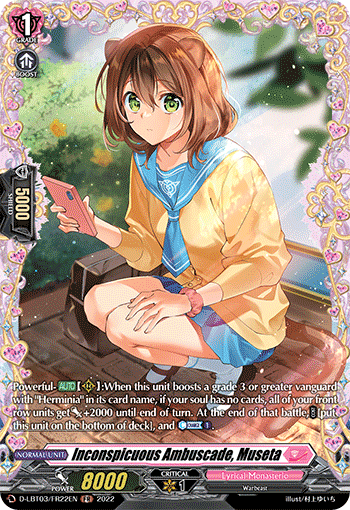 1
GRADE
BOOST
5000
SHIELD
Powerful- AUTO [ ]:When this unit boosts a grade 3 or greater vanguard
with "Herminia" in its card name, if your soul has no cards, all of your front
row units get +2000 until end of turn. At the end of that battle, [put
this unit on the bottom of deck], and 1.
NORMAL UNIT
Inconspicuous Ambuscade, Museta
POWER 8000
CRITICAL
1
Lyrical Monasterio
Warbeast
D-LBT03/FR22EN FR 2022
illust/村上ゆいち